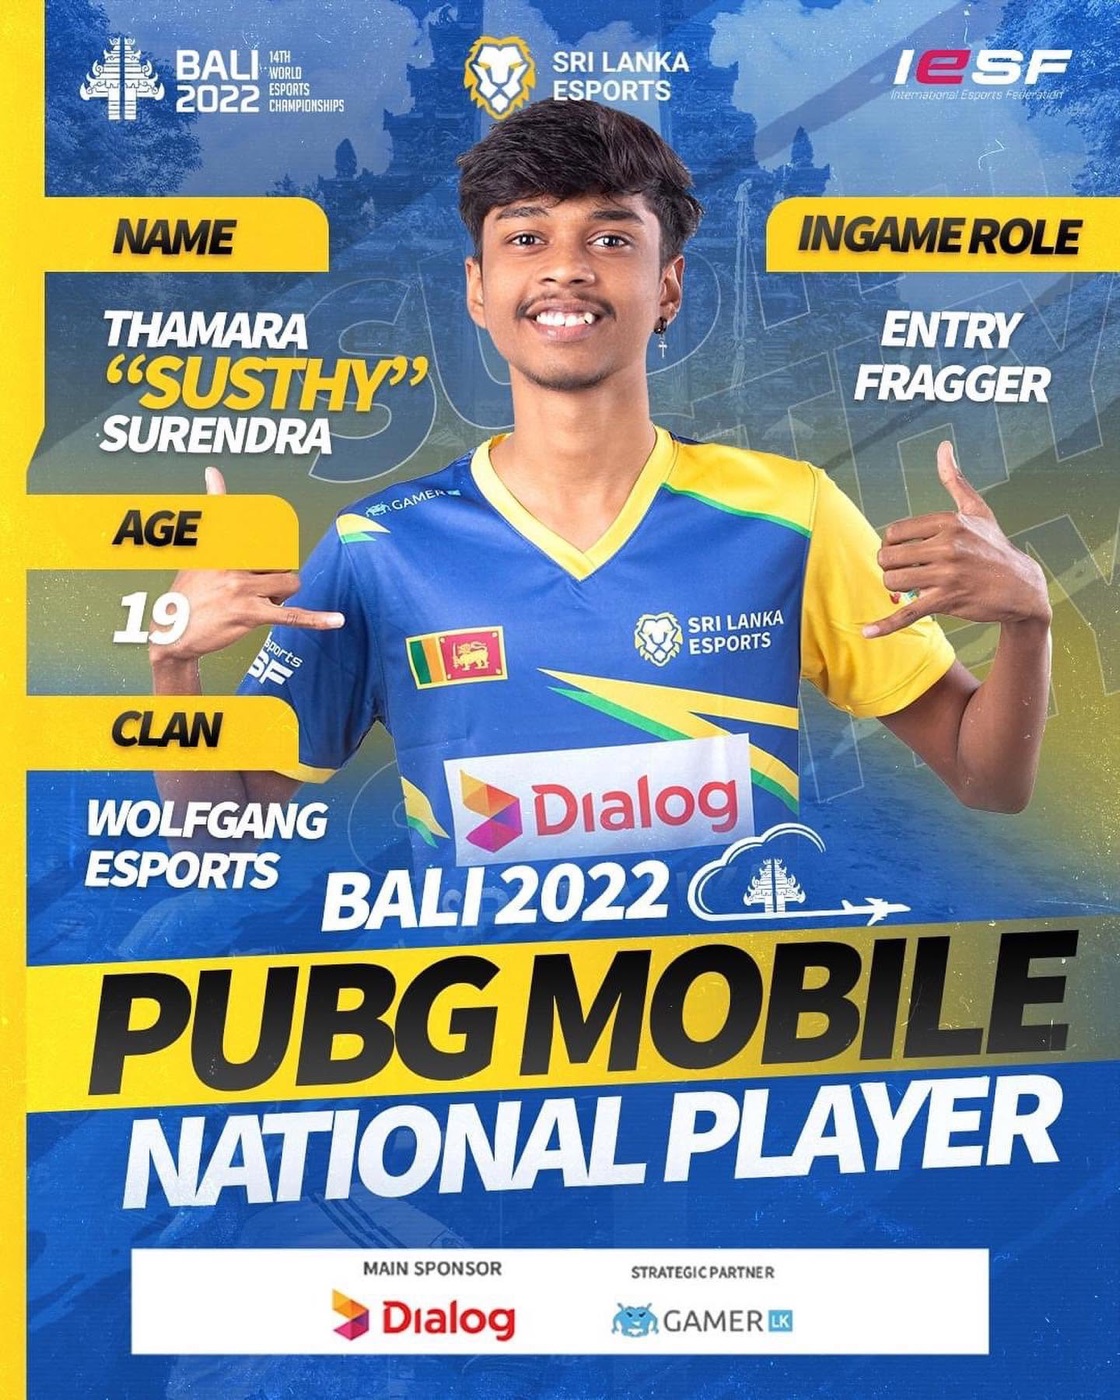 BALI
2022
14TH
WORLD
ESPORTS
CHAMPIONSHIPS
SRI LANKA
ESPORTS
IESF
International Esports Federation
NAME
THAMARA
“SUSTHY”
SURENDRA
INGAME ROLE
ENTRY
FRAGGER
AGE
19
CLAN
WOLFGANG
ESPORTS
GAMER
SRI LANKA
ESPORTS
Dialog
BALI 2022
PUBG MOBILE
NATIONAL PLAYER
MAIN SPONSOR
Dialog
STRATEGIC PARTNER
GAMER LK